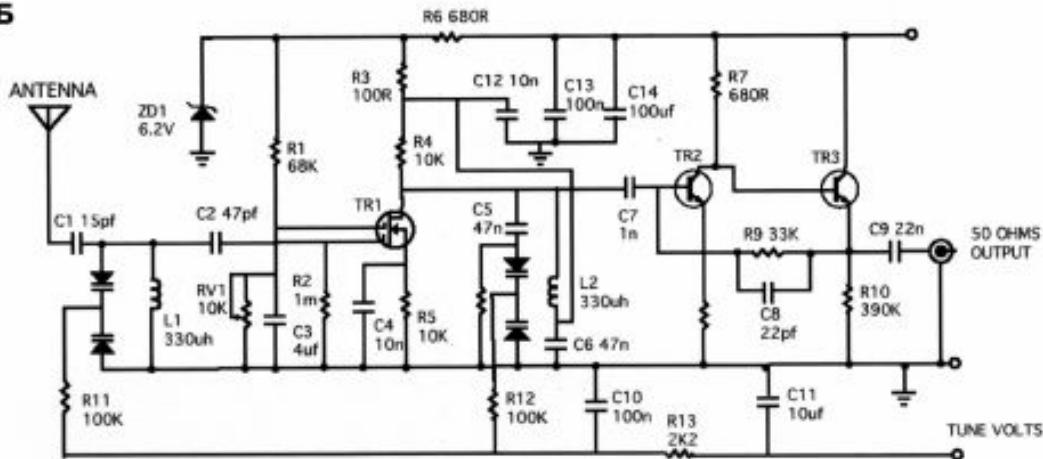 Б
R6 680R
ANTENNA
ZD1
6.2V
R1
68K
R3
100R
R4
10K
C12 10n
C13
100n
C14
100uf
R7
680R
TR2
TR3
C1 15pf
C2 47pf
TR1
C5
47n
C7
1n
R9 33K
C9 22n
50 OHMS
OUTPUT
L1
330uh
RV1
10K
R2
1m
C3
4uf
C4
10n
R5
10K
L2
330uh
C6 47n
C8
22pf
R10
390K
R11
100K
R12
100K
C10
100n
R13
2K2
C11
10uf
TUNE VOLTS